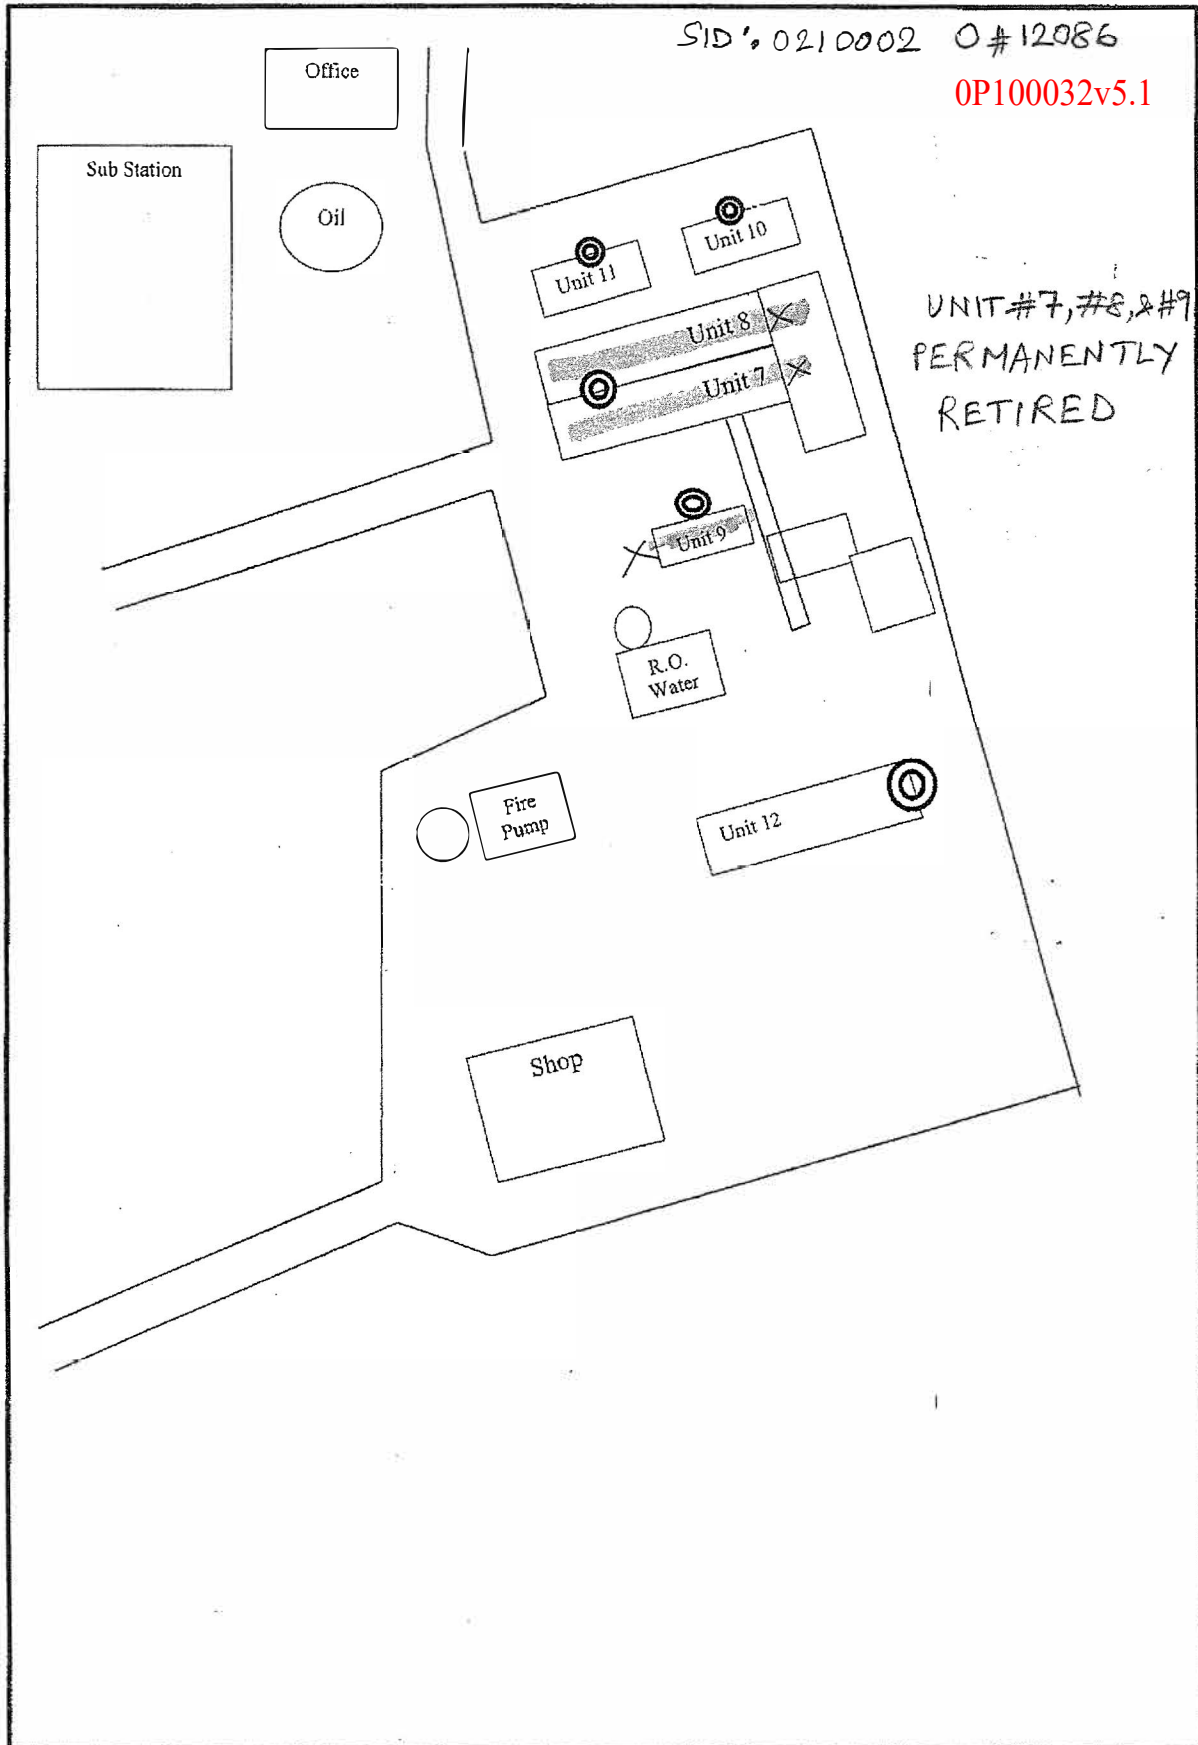 SID: 0210002 O#12086
0P100032v5.1
Office
Sub Station
Oil
Unit 10
Unit 11
UNIT #7, #8, & #9
PERMANENTLY
RETIRED
Unit 8
Unit 7
Unit 9
R.O.
Water
Fire
Pump
Unit 12
Shop